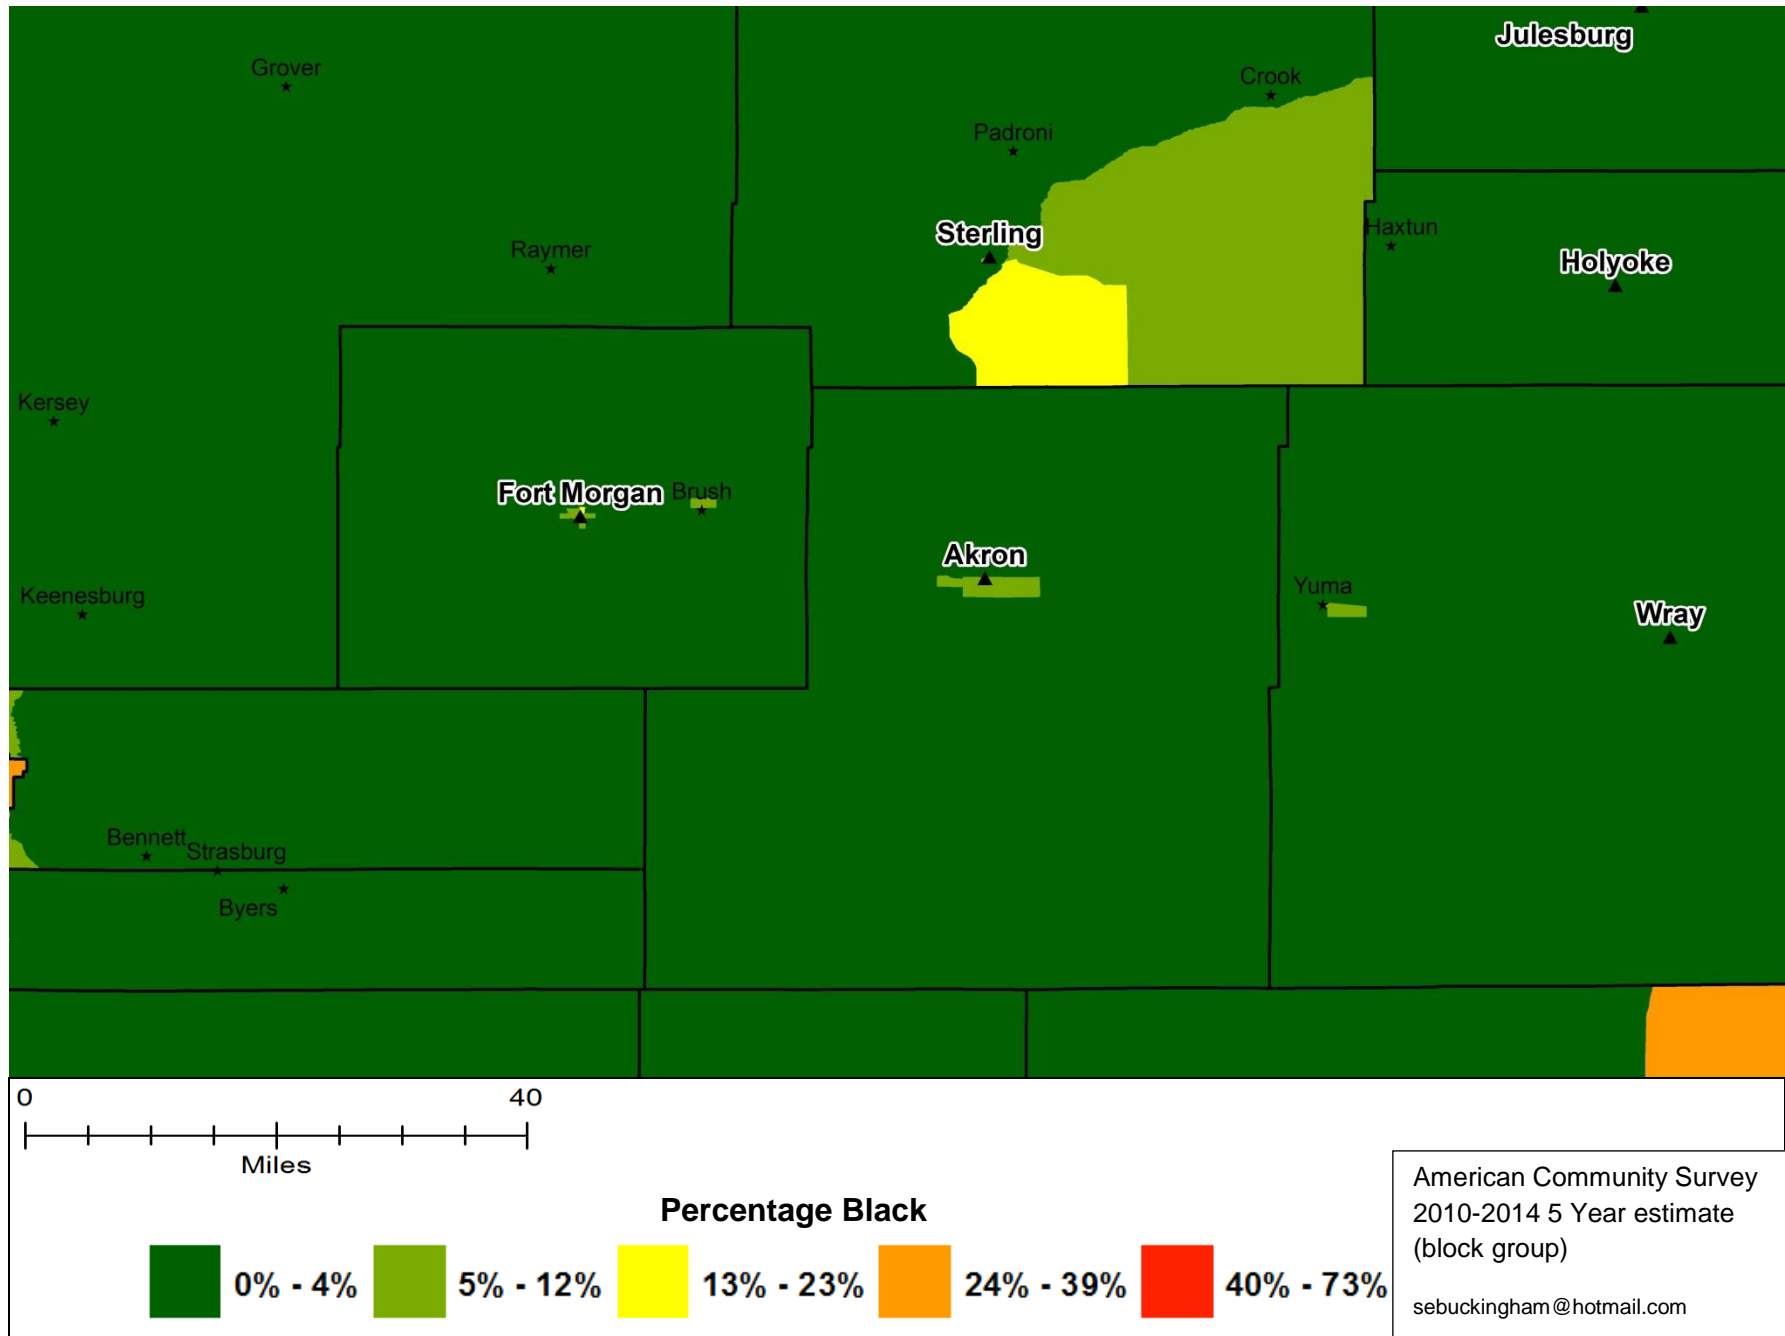 Julesburg
Grover
Crook
Padroni
Haxtun
Sterling
Raymer
Holyoke
Kersey
Fort Morgan
Brush
Akron
Yuma
Keenesburg
Wray
Bennett
Strasburg
Byers
0 40
Miles
Percentage Black
0% - 4% 5% - 12% 13% - 23% 24% - 39% 40% - 73%
American Community Survey
2010-2014 5 Year estimate
(block group)
sebuckingham@hotmail.com